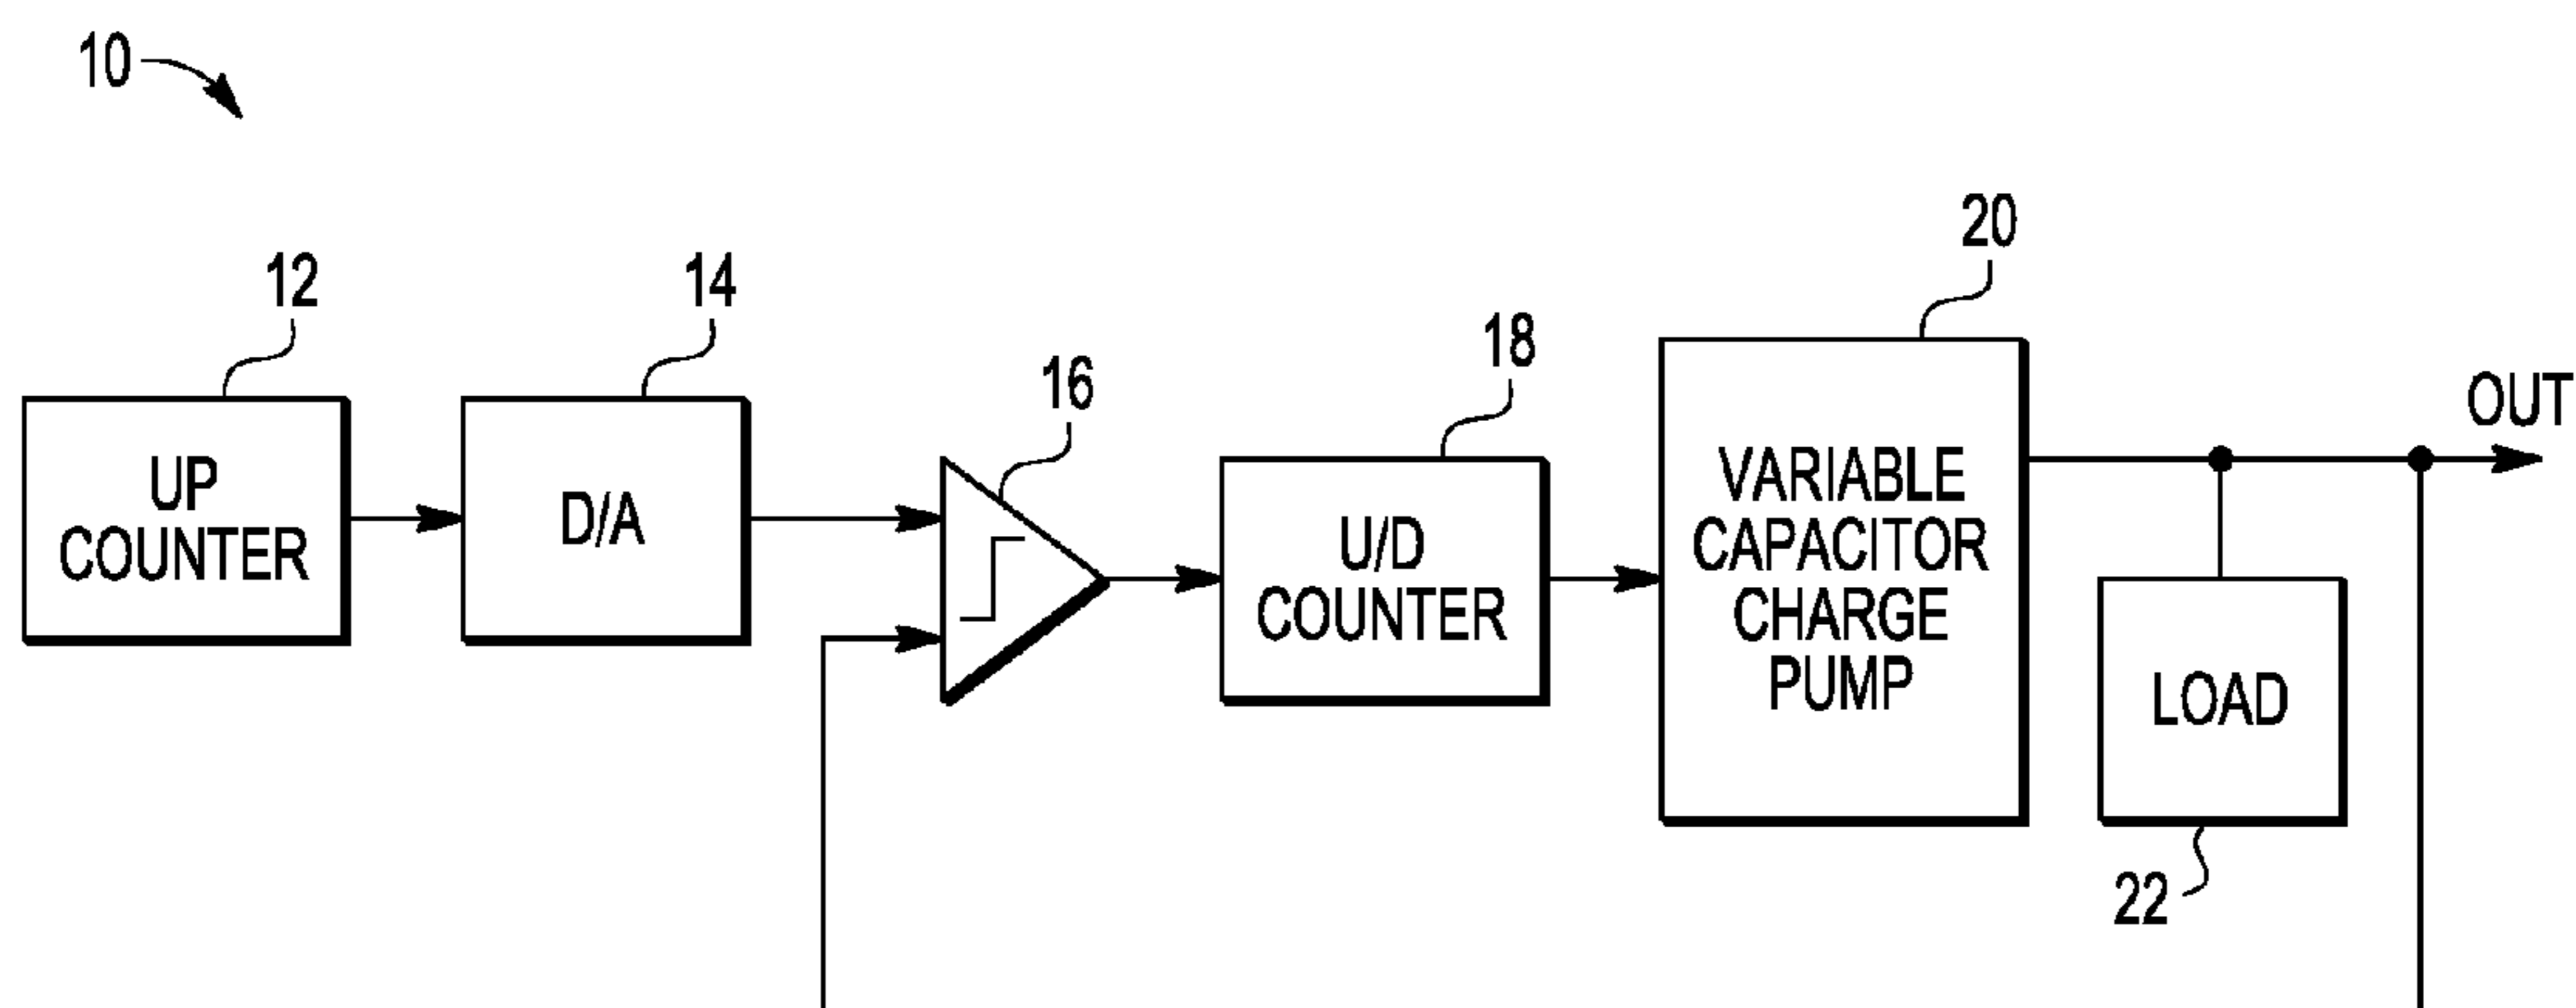 10
12
14
16
18
20
OUT
UP
COUNTER
D/A
U/D
COUNTER
VARIABLE
CAPACITOR
CHARGE
PUMP
LOAD
22